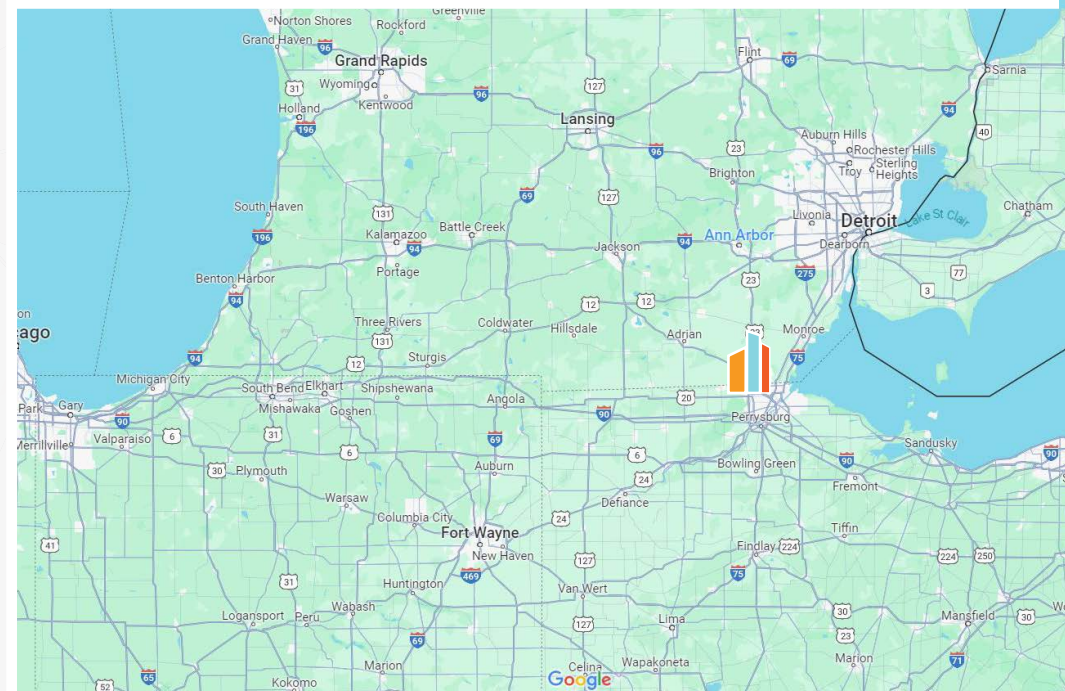 Greenville
Norton Shores
Rockford
Grand Haven
96
Flint
69
Grand Rapids
Sarnia
Wyoming
31
127
96
Kentwood
94
Holland
Lansing
196
40
Auburn Hills
23
Rochester Hills
96
Sterling
Heights
Troy
Brighton
69
127
South Haven
131
Chatham
Livonia
Detroit
Lake St Clair
196
Kalamazoo
Battle Creek
94
Ann Arbor
94
Jackson
Dearborn
Portage
275
77
Benton Harbor
23
3
94
12
12
on
Three Rivers
Coldwater
Hillsdale
Adrian
23
Monroe
ago
131
94
12
Sturgis
75
Michigan City
South Bend
Elkhart
Shipshewana
Angola
20
Park
Gary
Mishawaka
Goshen
90
Perrysburg
90
6
31
69
Sandusky
Merrillville
Valparaiso
6
6
90
30
Plymouth
Auburn
Bowling Green
90
24
Fremont
Warsaw
Defiance
Columbia City
24
Tiffin
Fort Wayne
41
New Haven
Findlay
224
224
250
127
469
75
31
Huntington
Van Wert
Wabash
30
Logansport
Peru
Lima
Mansfield
30
127
23
69
Marion
Celina
Wapakoneta
Marion
71
65
Google
52
Kokomo